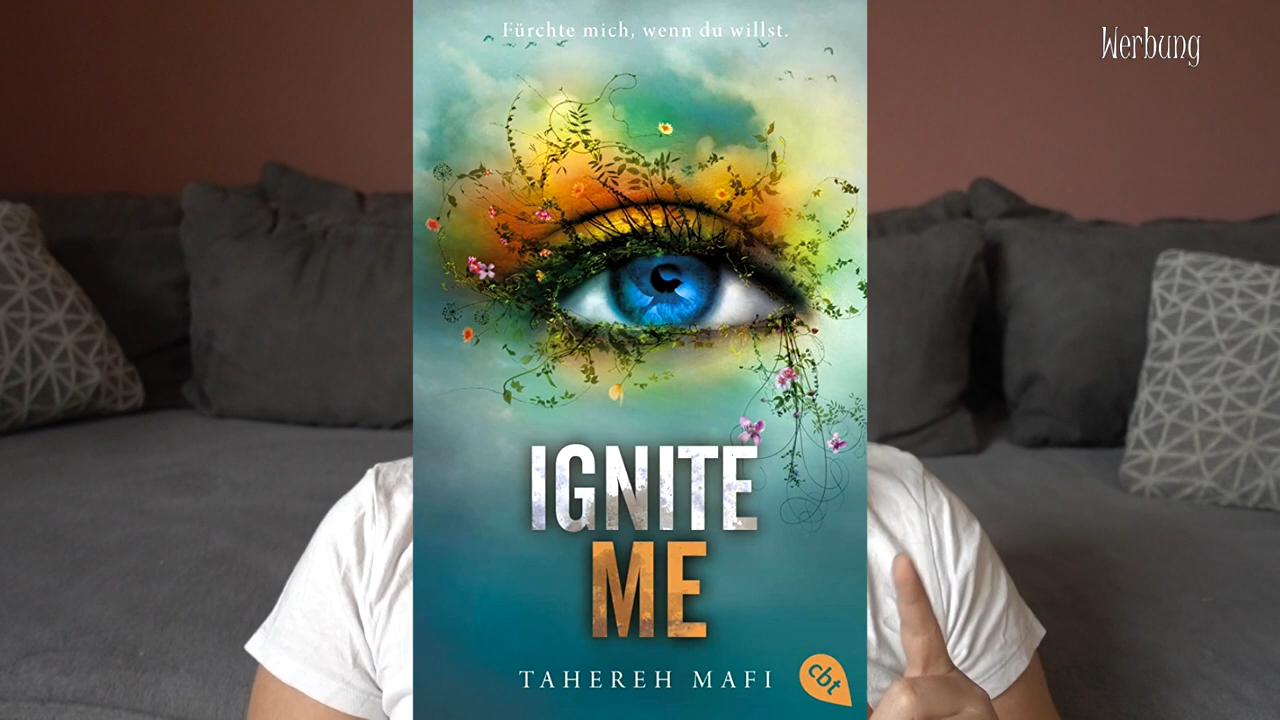 Fürchte mich, wenn du willst.
Werbung
IGNITE
ME
TAHEREH MAFI
cbt